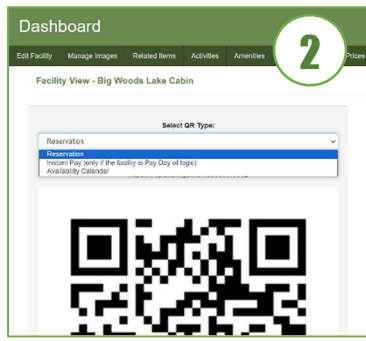 Dashboard
2
Edit Facility Manage Images Related Items Activities Amenities Prices
Facility View - Big Woods Lake Cabin
Select QR Type:
Reservation
Reservation
Instant Pay (only if the facility is Pay Day of logic)
Availability Calendar